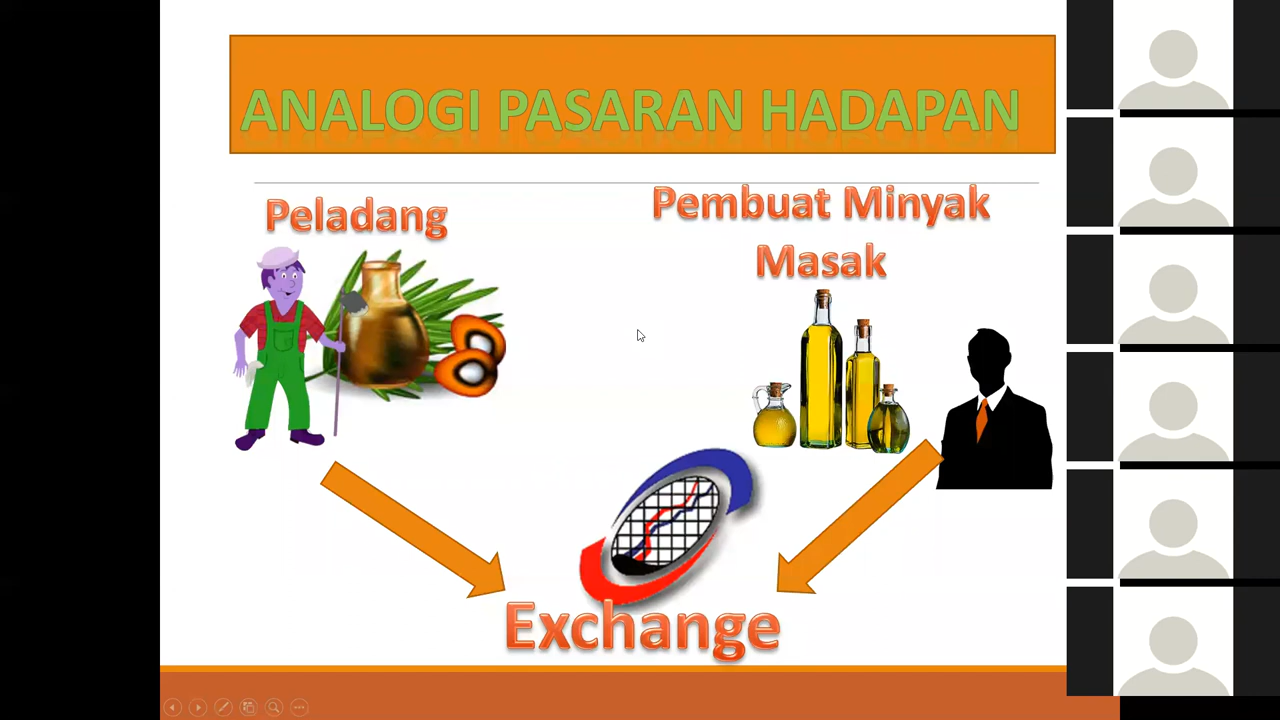 ANALOGI PASARAN HADAPAN
Peladang
Pembuat Minyak
Masak
Exchange